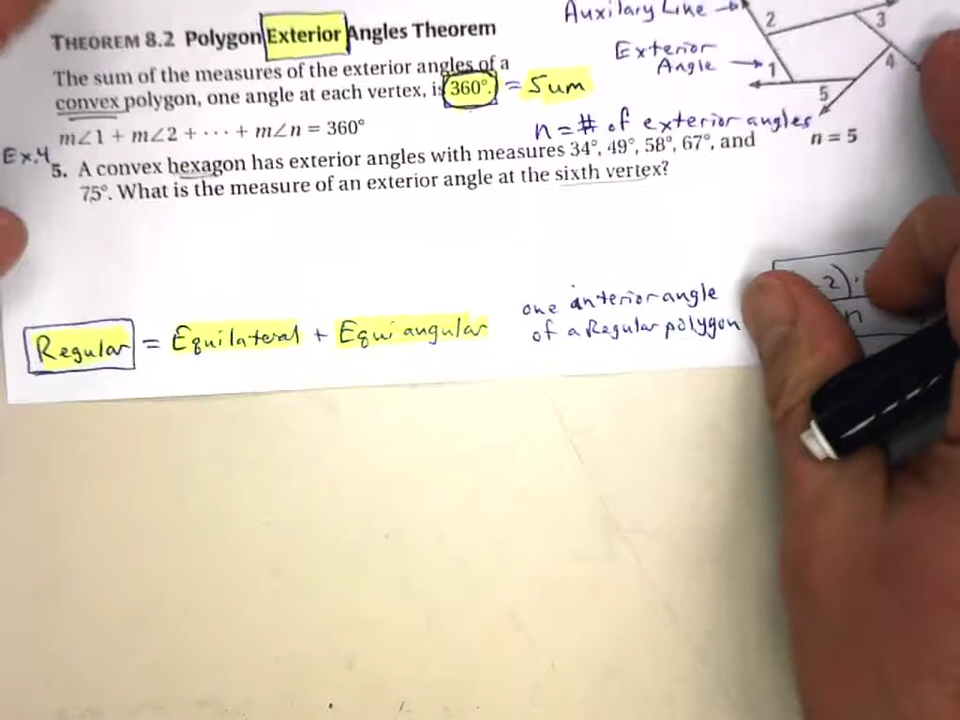 THEOREM 8.2 Polygon Exterior Angles Theorem
The sum of the measures of the exterior angles of a
convex polygon, one angle at each vertex, is 360°. = Sum
m∠1 + m∠2 + ··· + m∠n = 360°
Auxilary Line
Exterior
Angle
2
3
1
4
5
n = # of exterior angles
n = 5
Ex.4
5. A convex hexagon has exterior angles with measures 34°, 49°, 58°, 67°, and
75°. What is the measure of an exterior angle at the sixth vertex?
Regular = Equilateral + Equiangular
one anterior angle
of a Regular polygon
2)·
n